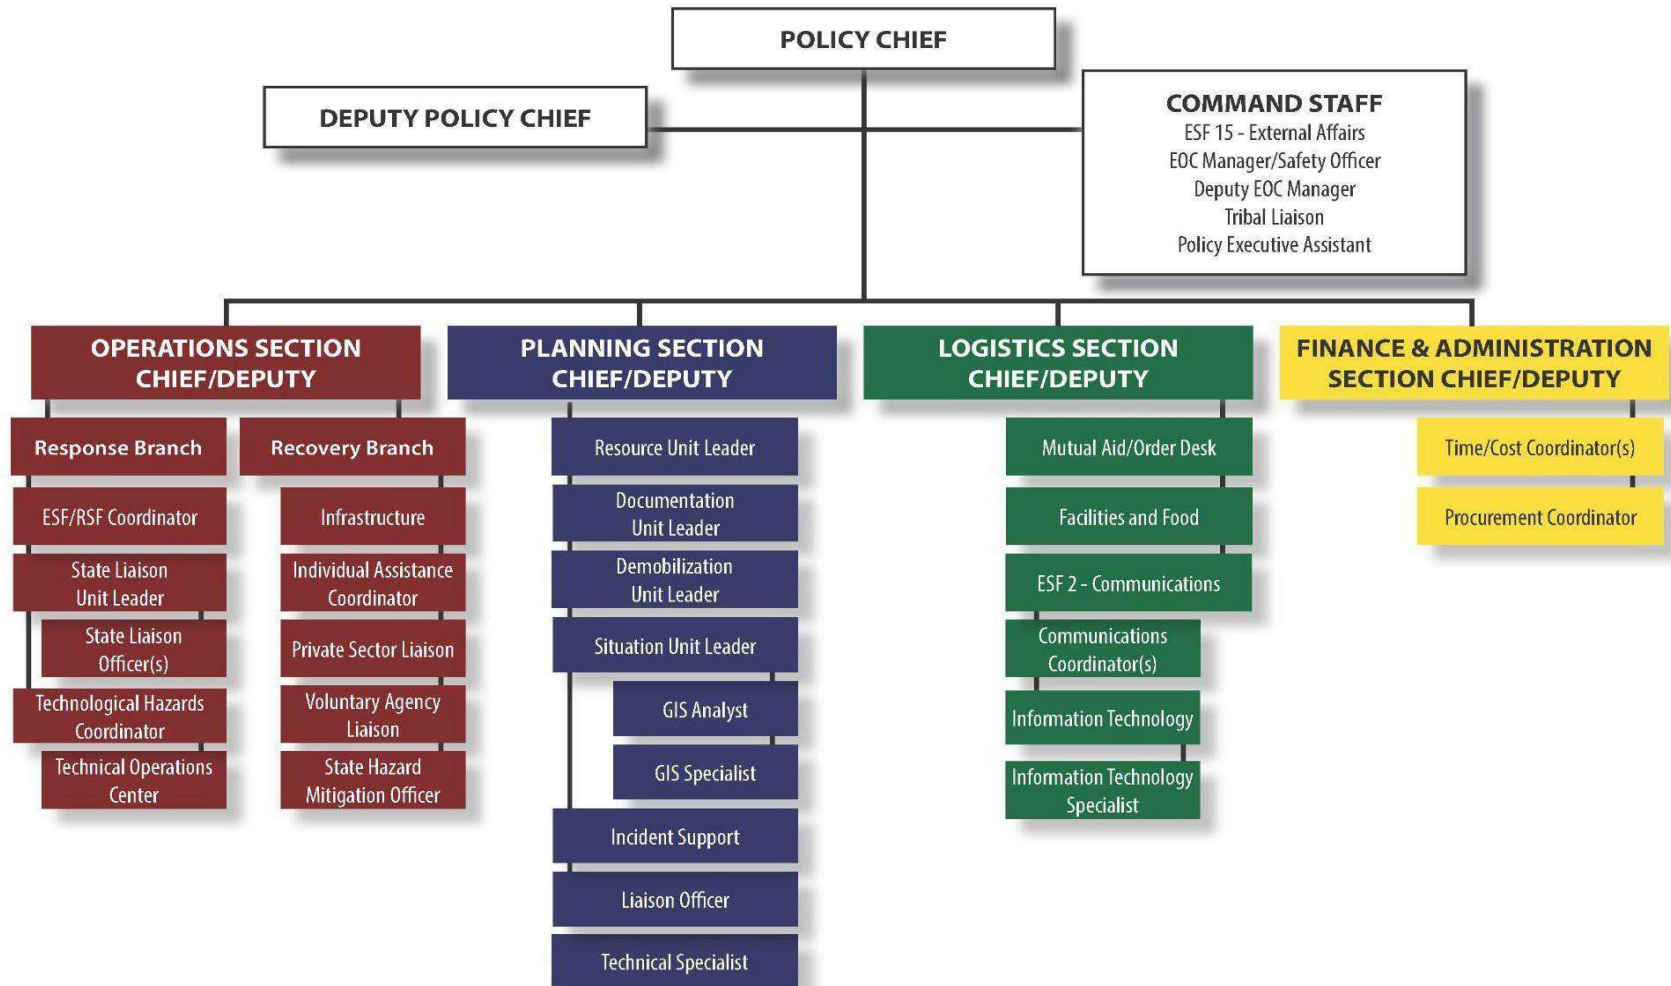 POLICY CHIEF
DEPUTY POLICY CHIEF
COMMAND STAFF
ESF 15 - External Affairs
EOC Manager/Safety Officer
Deputy EOC Manager
Tribal Liaison
Policy Executive Assistant
OPERATIONS SECTION
CHIEF/DEPUTY
Response Branch
ESF/RSF Coordinator
State Liaison
Unit Leader
State Liaison
Officer(s)
Technological Hazards
Coordinator
Technical Operations
Center
Recovery Branch
Infrastructure
Individual Assistance
Coordinator
Private Sector Liaison
Voluntary Agency
Liaison
State Hazard
Mitigation Officer
PLANNING SECTION
CHIEF/DEPUTY
Resource Unit Leader
Documentation
Unit Leader
Demobilization
Unit Leader
Situation Unit Leader
GIS Analyst
GIS Specialist
Incident Support
Liaison Officer
Technical Specialist
LOGISTICS SECTION
CHIEF/DEPUTY
Mutual Aid/Order Desk
Facilities and Food
ESF 2 - Communications
Communications
Coordinator(s)
Information Technology
Information Technology
Specialist
FINANCE & ADMINISTRATION
SECTION CHIEF/DEPUTY
Time/Cost Coordinator(s)
Procurement Coordinator